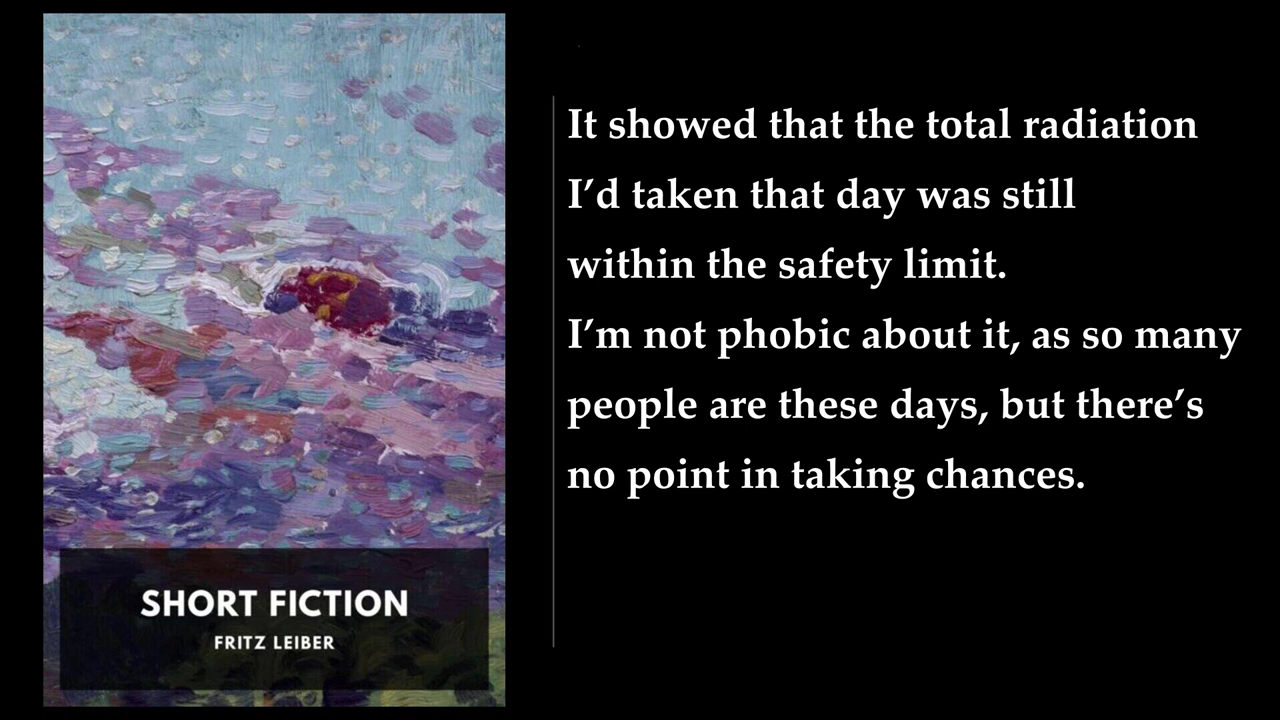 SHORT FICTION
FRITZ LEIBER
It showed that the total radiation
I’d taken that day was still
within the safety limit.
I’m not phobic about it, as so many
people are these days, but there’s
no point in taking chances.